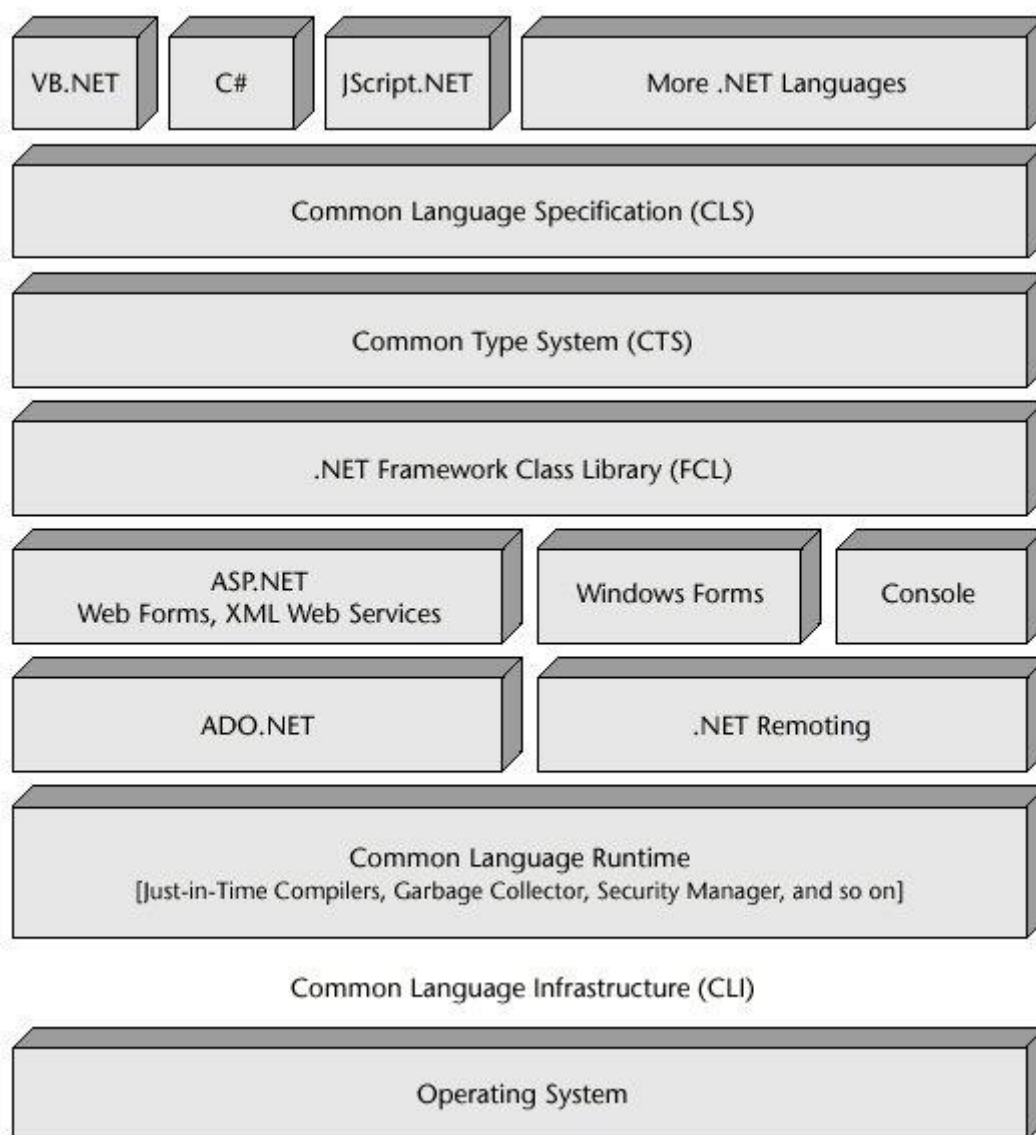 VB.NET
C#
JScript.NET
More .NET Languages
Common Language Specification (CLS)
Common Type System (CTS)
.NET Framework Class Library (FCL)
ASP.NET
Web Forms, XML Web Services
Windows Forms
Console
ADO.NET
.NET Remoting
Common Language Runtime
[Just-in-Time Compilers, Garbage Collector, Security Manager, and so on]
Common Language Infrastructure (CLI)
Operating System